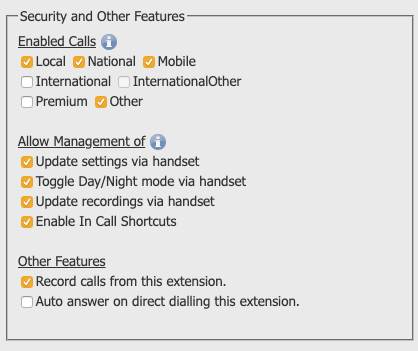 Security and Other Features
Enabled Calls
Local National Mobile
International InternationalOther
Premium Other
Allow Management of
Update settings via handset
Toggle Day/Night mode via handset
Update recordings via handset
Enable In Call Shortcuts
Other Features
Record calls from this extension.
Auto answer on direct dialling this extension.